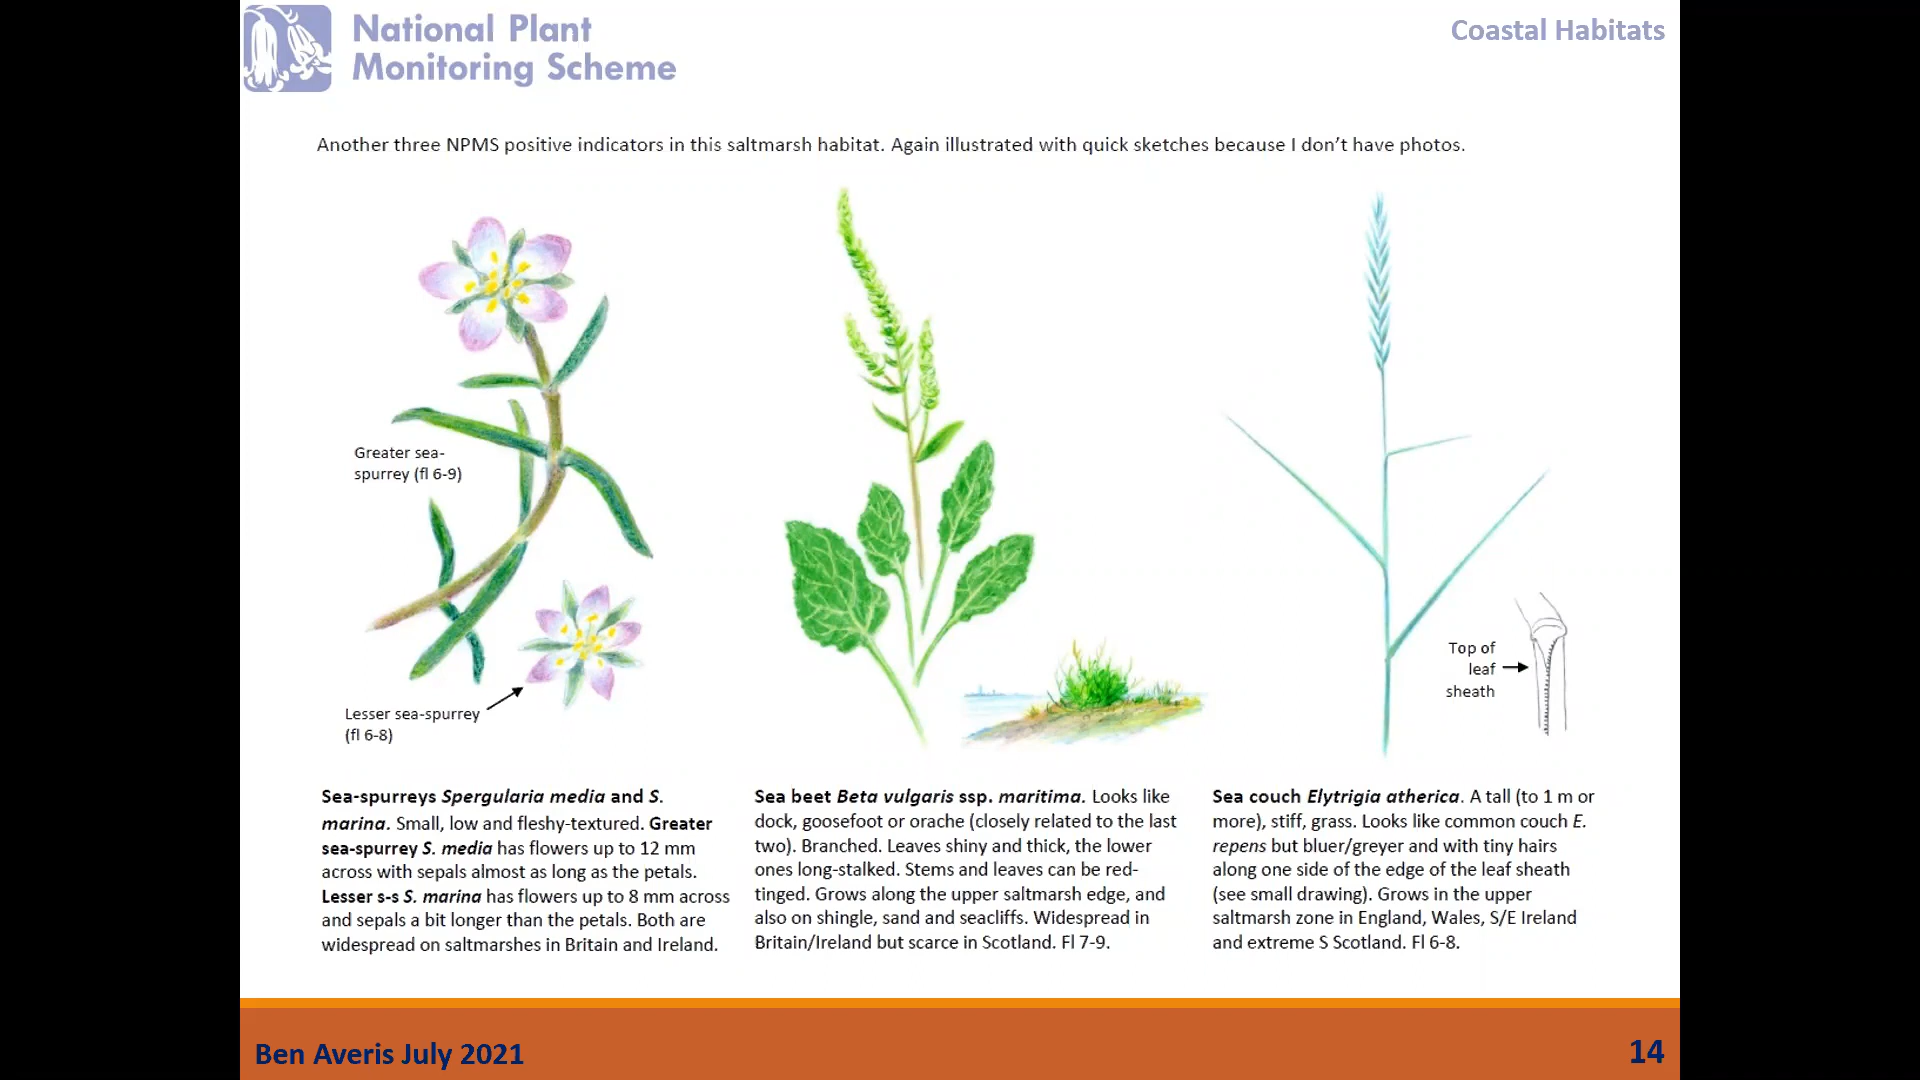 National Plant
Monitoring Scheme
Coastal Habitats
Another three NPMS positive indicators in this saltmarsh habitat. Again illustrated with quick sketches because I don't have photos.
Greater sea-
spurrey (fl 6-9)
Lesser sea-spurrey
(fl 6-8)
Top of
leaf
sheath
Sea-spurreys Spergularia media and S.
marina. Small, low and fleshy-textured. Greater
sea-spurrey S. media has flowers up to 12 mm
across with sepals almost as long as the petals.
Lesser s-s S. marina has flowers up to 8 mm across
and sepals a bit longer than the petals. Both are
widespread on saltmarshes in Britain and Ireland.
Sea beet Beta vulgaris ssp. maritima. Looks like
dock, goosefoot or orache (closely related to the last
two). Branched. Leaves shiny and thick, the lower
ones long-stalked. Stems and leaves can be red-
tinged. Grows along the upper saltmarsh edge, and
also on shingle, sand and seacliffs. Widespread in
Britain/Ireland but scarce in Scotland. Fl 7-9.
Sea couch Elytrigia atherica. A tall (to 1 m or
more), stiff, grass. Looks like common couch E.
repens but bluer/greyer and with tiny hairs
along one side of the edge of the leaf sheath
(see small drawing). Grows in the upper
saltmarsh zone in England, Wales, S/E Ireland
and extreme S Scotland. Fl 6-8.
Ben Averis July 2021
14